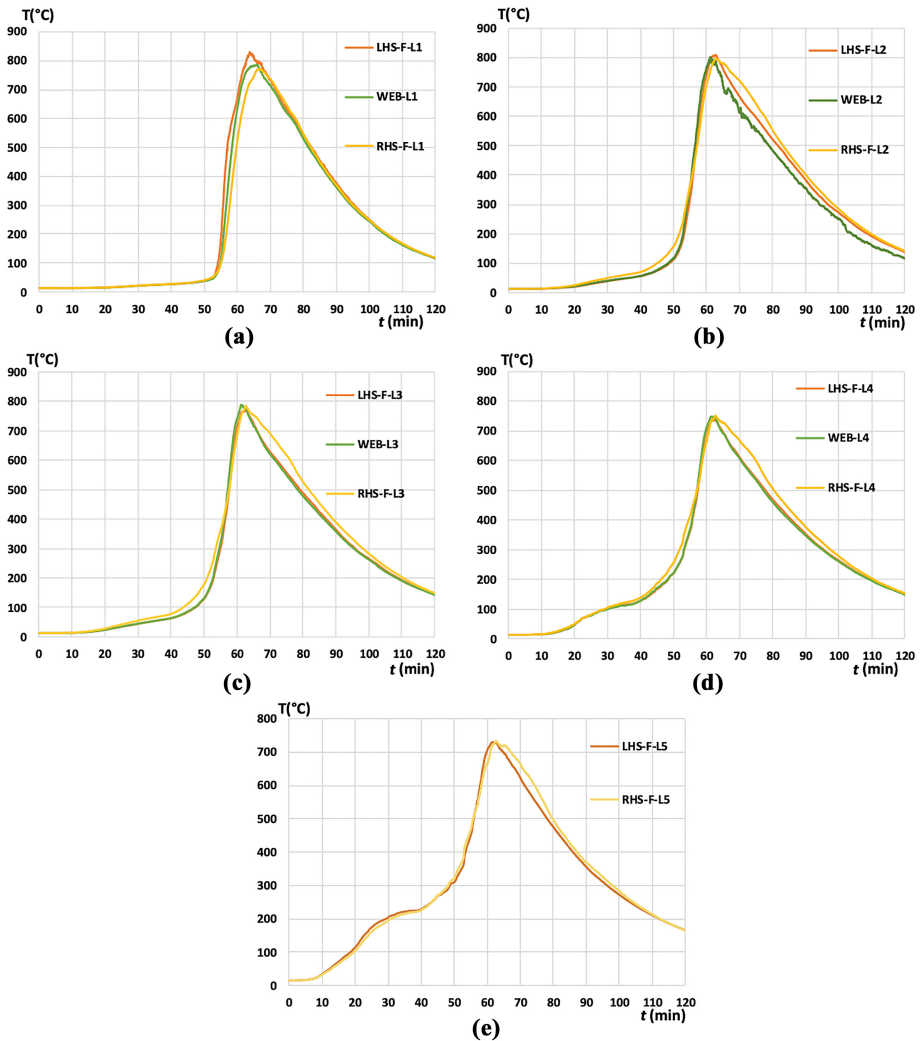 T(°C)
900
800
700
600
500
400
300
200
100
0
LHS-F-L1
WEB-L1
RHS-F-L1
0 10 20 30 40 50 60 70 80 90 100 110 120
t (min)
(a)
T(°C)
900
800
700
600
500
400
300
200
100
0
LHS-F-L2
WEB-L2
RHS-F-L2
0 10 20 30 40 50 60 70 80 90 100 110 120
t (min)
(b)
T(°C)
900
800
700
600
500
400
300
200
100
0
LHS-F-L3
WEB-L3
RHS-F-L3
0 10 20 30 40 50 60 70 80 90 100 110 120
t (min)
(c)
T(°C)
900
800
700
600
500
400
300
200
100
0
LHS-F-L4
WEB-L4
RHS-F-L4
0 10 20 30 40 50 60 70 80 90 100 110 120
t (min)
(d)
T(°C)
800
700
600
500
400
300
200
100
0
LHS-F-L5
RHS-F-L5
0 10 20 30 40 50 60 70 80 90 100 110 120
t (min)
(e)